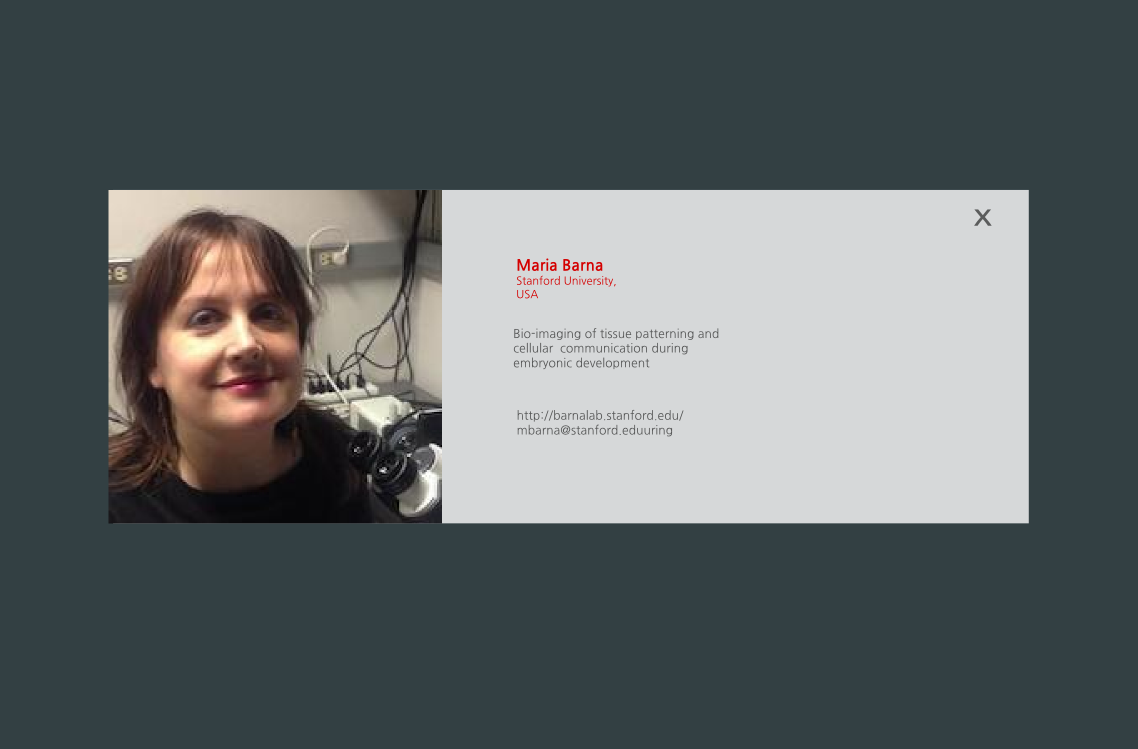 X
Maria Barna
Stanford University,
USA
Bio-imaging of tissue patterning and
cellular communication during
embryonic development
http://barnalab.stanford.edu/
mbarna@stanford.eduuring